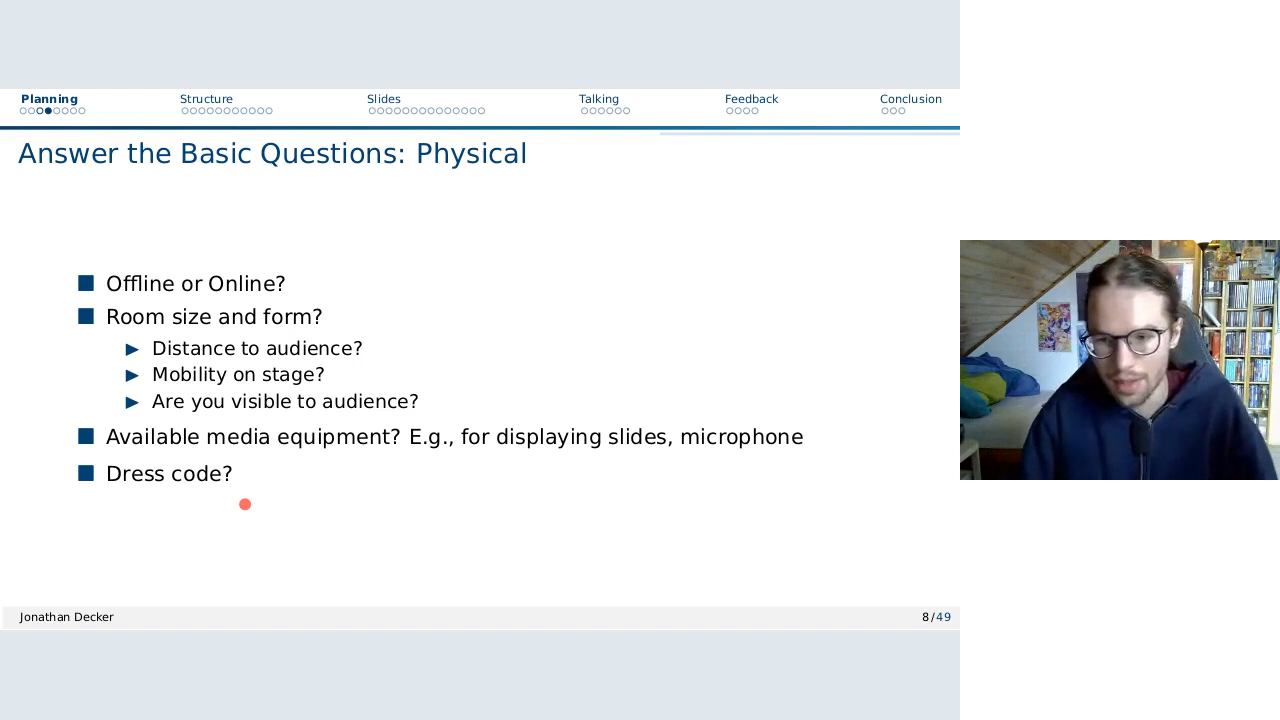 Planning
Structure
Slides
Talking
Feedback
Conclusion
Answer the Basic Questions: Physical
Offline or Online?
Room size and form?
Distance to audience?
Mobility on stage?
Are you visible to audience?
Available media equipment? E.g., for displaying slides, microphone
Dress code?
Jonathan Decker
8/49